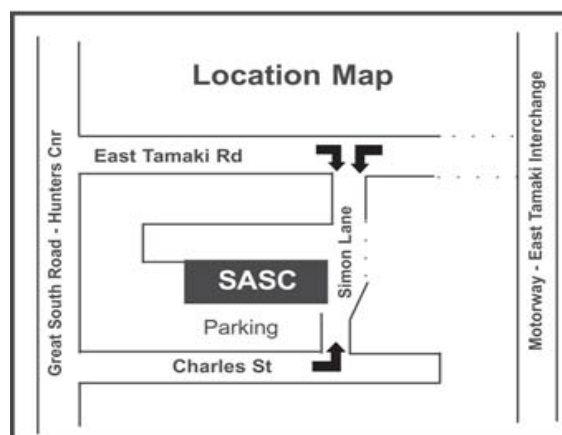 Location Map
East Tamaki Rd
Great South Road - Hunters Cnr
Simon Lane
Motorway - East Tamaki Interchange
SASC
Parking
Charles St